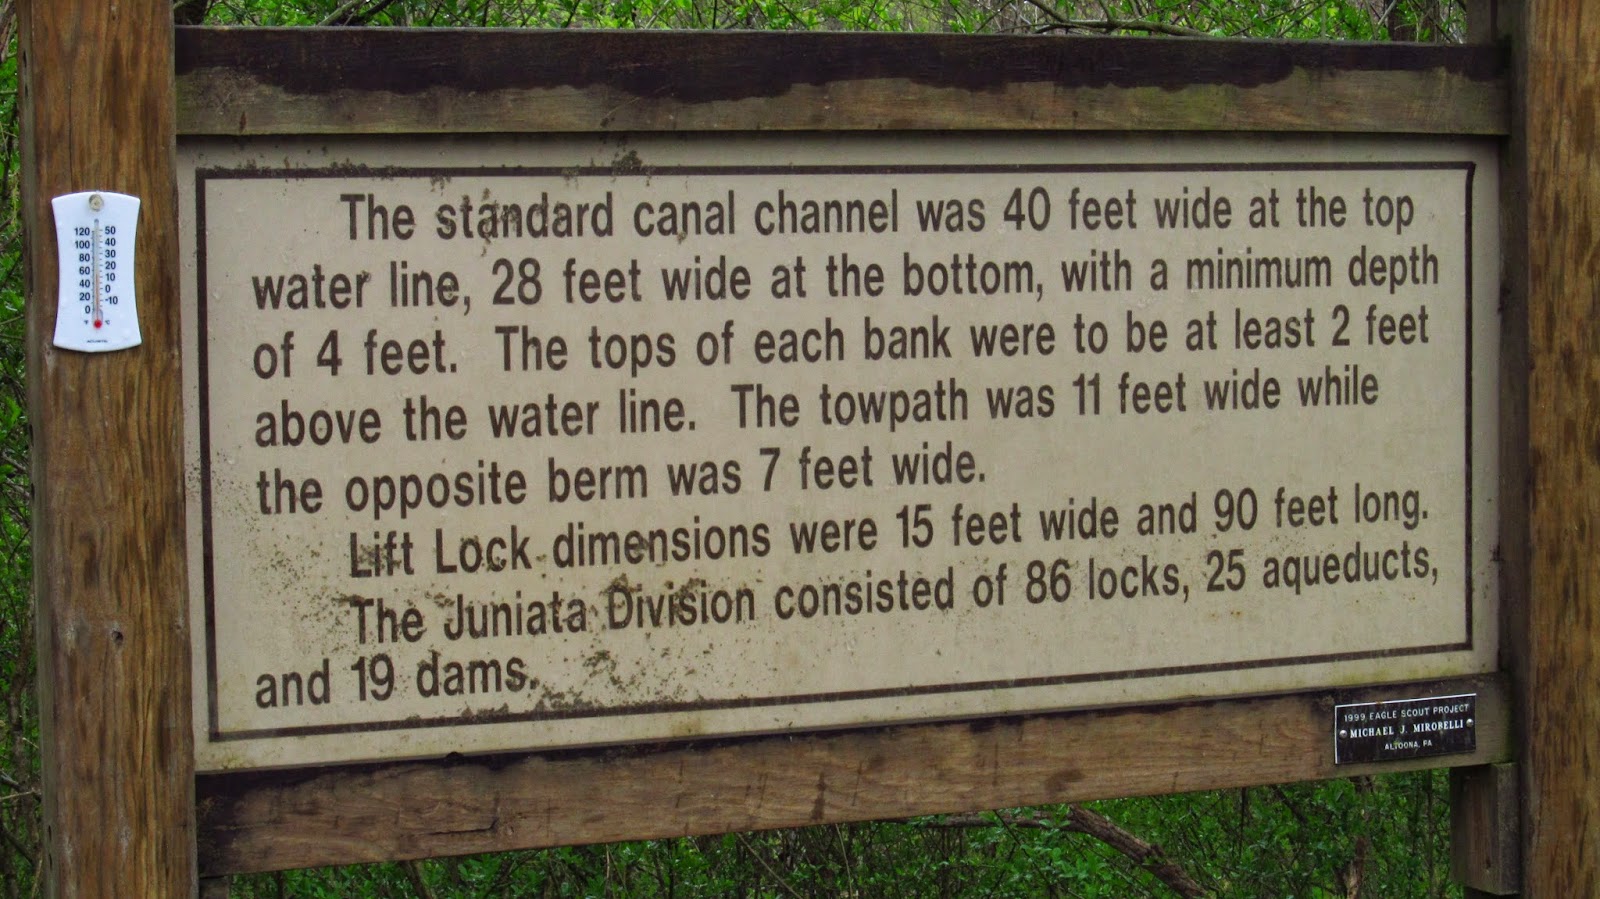 The standard canal channel was 40 feet wide at the top
water line, 28 feet wide at the bottom, with a minimum depth
of 4 feet. The tops of each bank were to be at least 2 feet
above the water line. The towpath was 11 feet wide while
the opposite berm was 7 feet wide.
Lift Lock dimensions were 15 feet wide and 90 feet long.
The Juniata Division consisted of 86 locks, 25 aqueducts,
and 19 dams.
1999 EAGLE SCOUT PROJECT
MICHAEL J. MIROBELLI
ALTOONA, PA
120 50
100 40
80 30
60 20
40 10
20 0
0 -10
°F °C